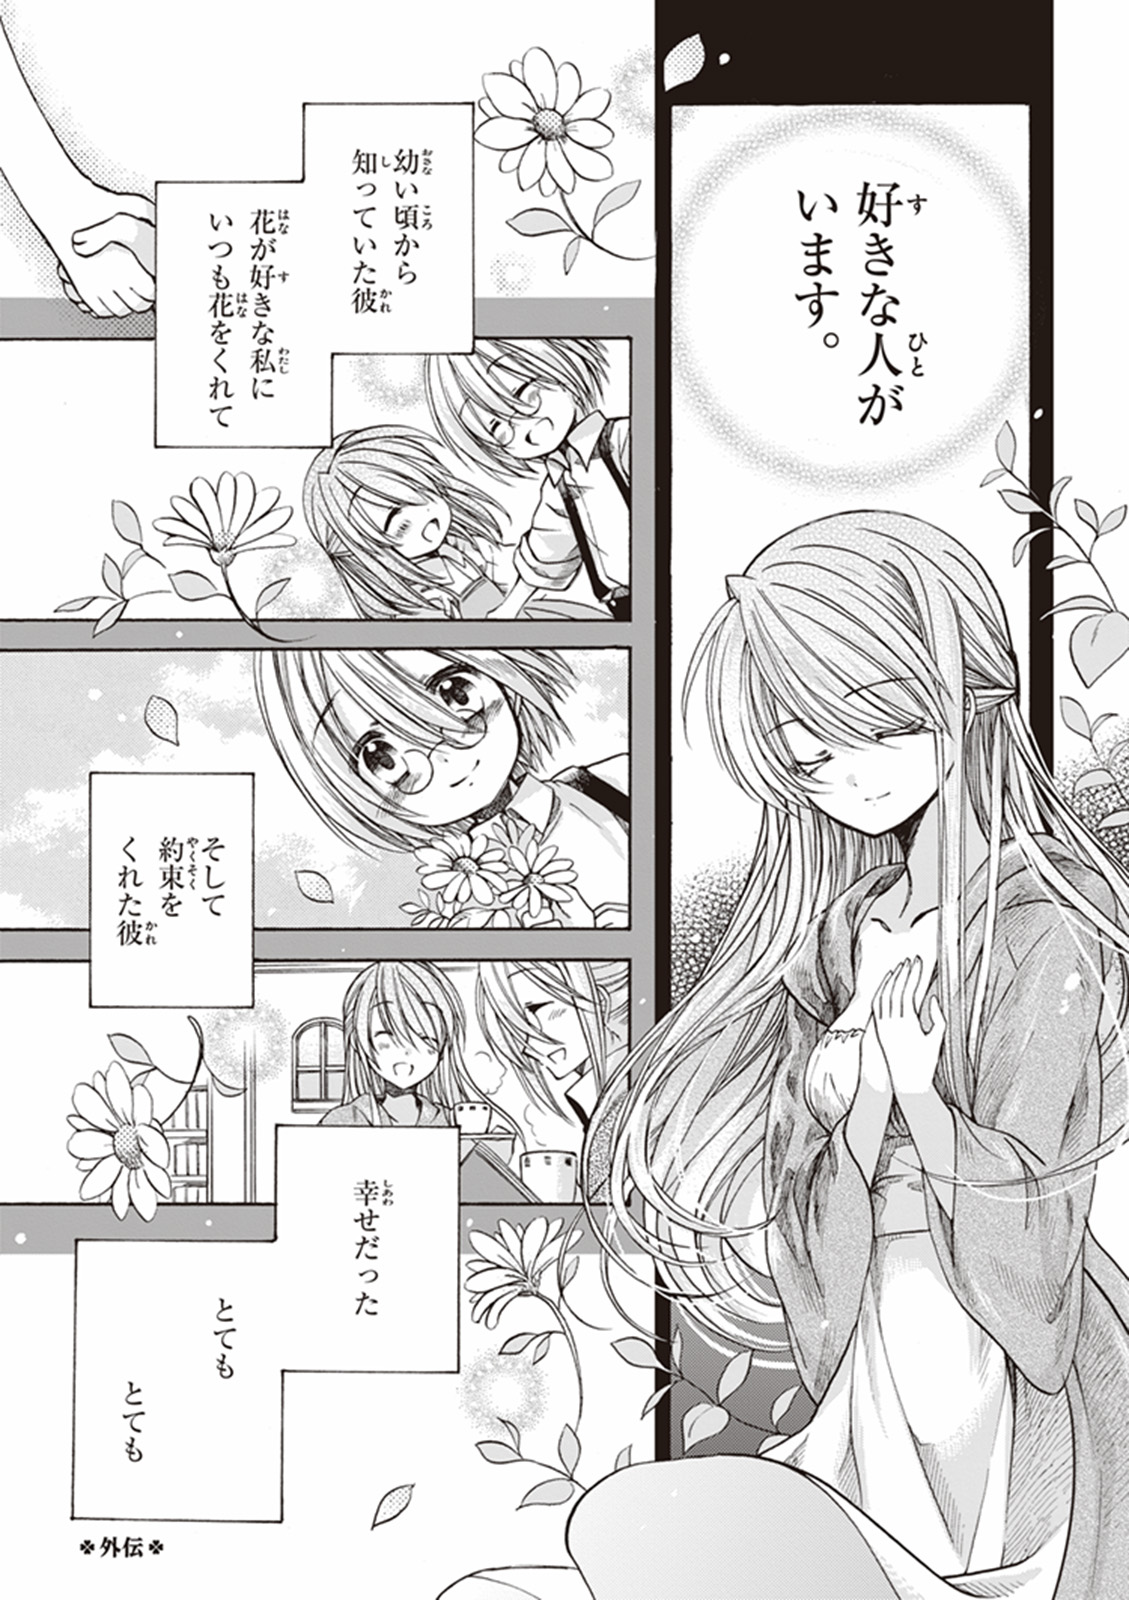 好きな人が
います。
幼い頃から
知っていた彼
花が好きな私に
いつも花をくれて
そして
約束を
くれた彼
幸せだった
とても
とても
外伝